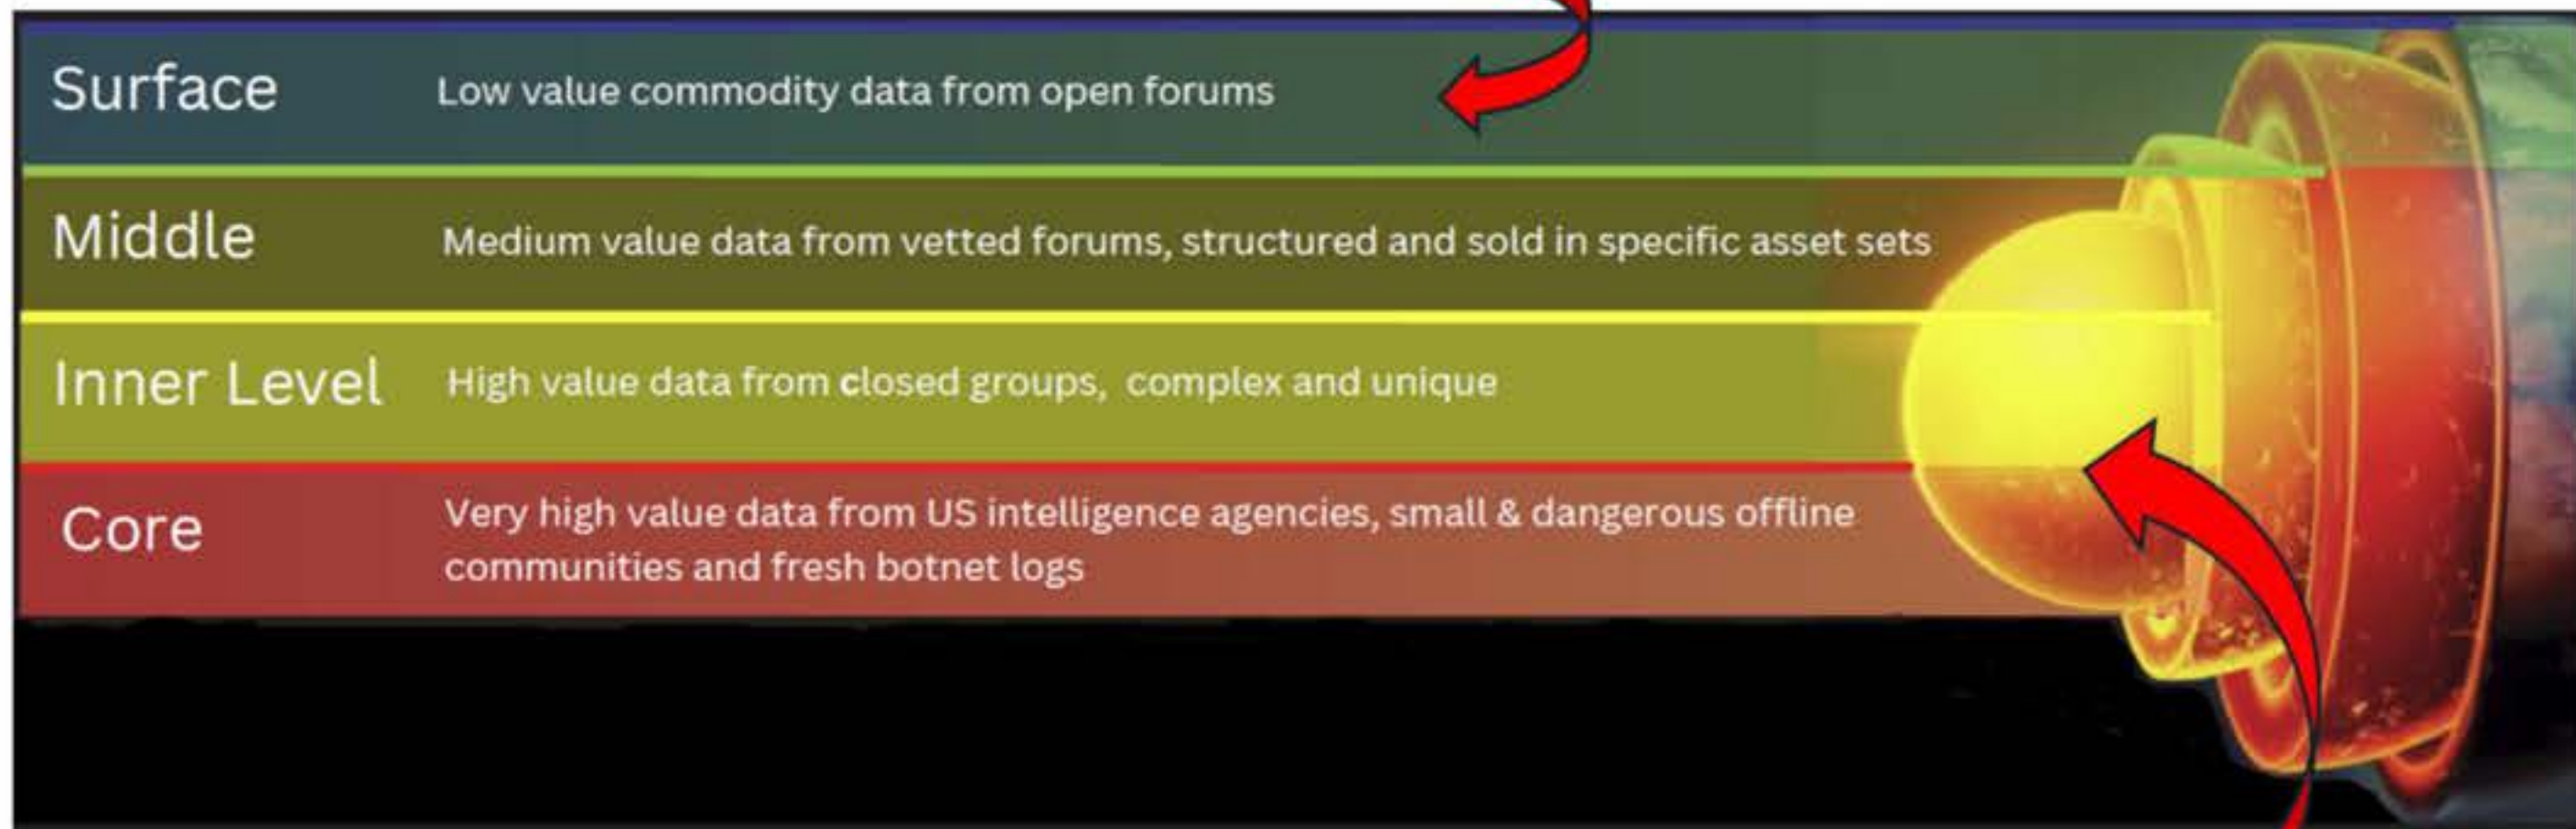 Surface
Low value commodity data from open forums
Middle
Medium value data from vetted forums, structured and sold in specific asset sets
Inner Level
High value data from closed groups,  complex and unique
Core
Very high value data from US intelligence agencies, small & dangerous offline
communities and fresh botnet logs